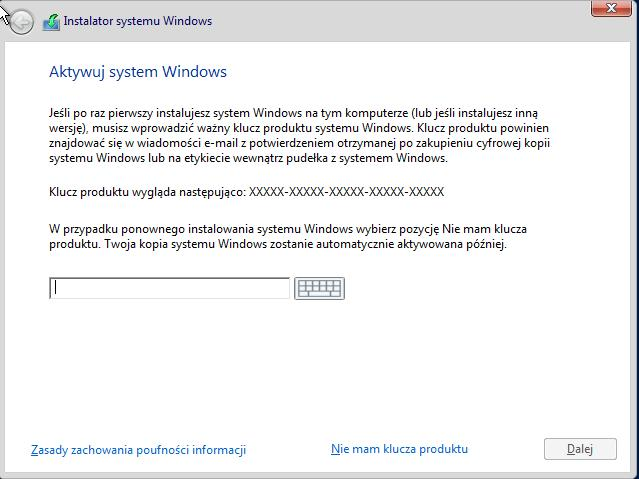 Instalator systemu Windows
Aktywuj system Windows
Jeśli po raz pierwszy instalujesz system Windows na tym komputerze (lub jeśli instalujesz inną
wersję), musisz wprowadzić ważny klucz produktu systemu Windows. Klucz produktu powinien
znajdować się w wiadomości e-mail z potwierdzeniem otrzymanej po zakupieniu cyfrowej kopii
systemu Windows lub na etykiecie wewnątrz pudełka z systemem Windows.
Klucz produktu wygląda następująco: XXXXX-XXXXX-XXXXX-XXXXX-XXXXX
W przypadku ponownego instalowania systemu Windows wybierz pozycję Nie mam klucza
produktu. Twoja kopia systemu Windows zostanie automatycznie aktywowana później.
Zasady zachowania poufności informacji
Nie mam klucza produktu
Dalej